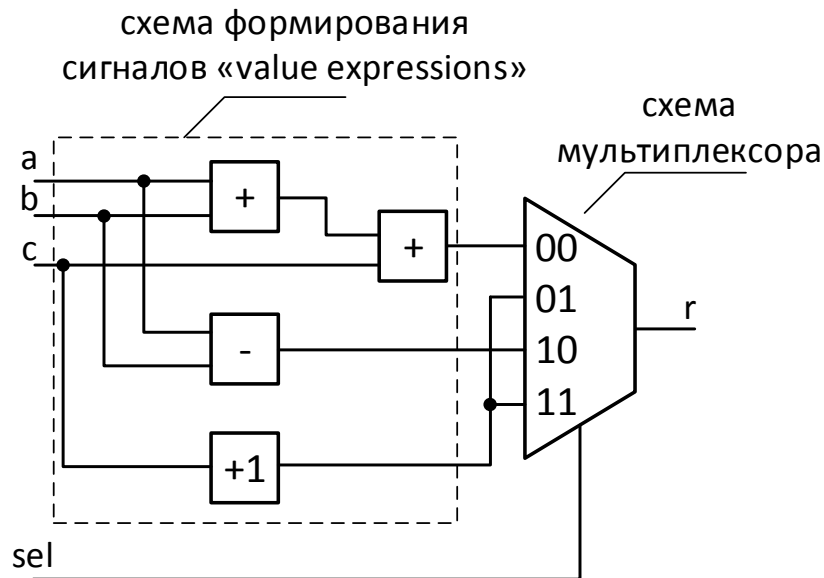 схема формирования
сигналов «value expressions»
схема
мультиплексора
a
b
c
+
+
-
+1
00
01
10
11
r
sel